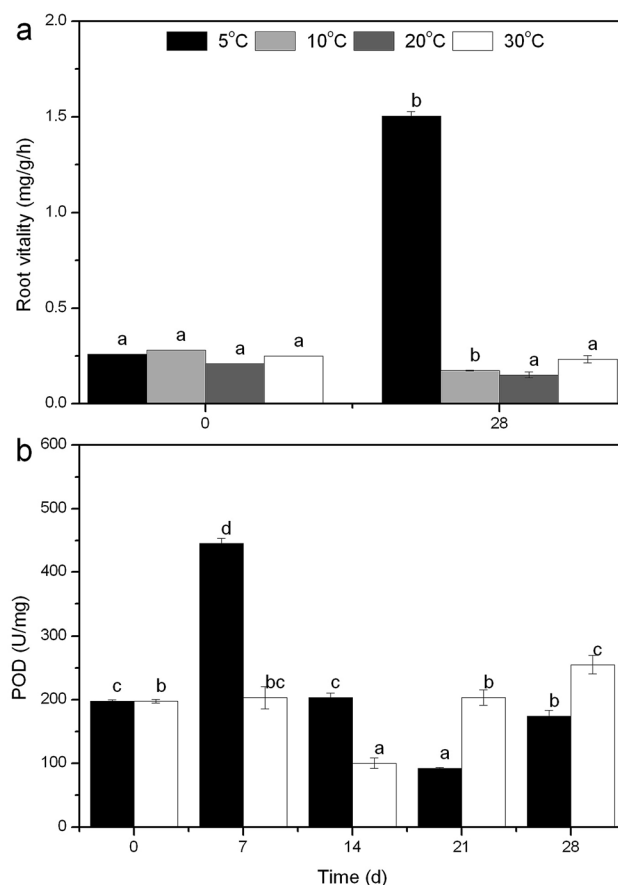 a
5°C 10°C 20°C 30°C
2.0
1.5
1.0
0.5
0.0
Root vitality (mg/g/h)
a a a a
b b a a
0 28
b
600
500
400
300
200
100
0
POD (U/mg)
c b d bc c a a b b c
0 7 14 21 28
Time (d)